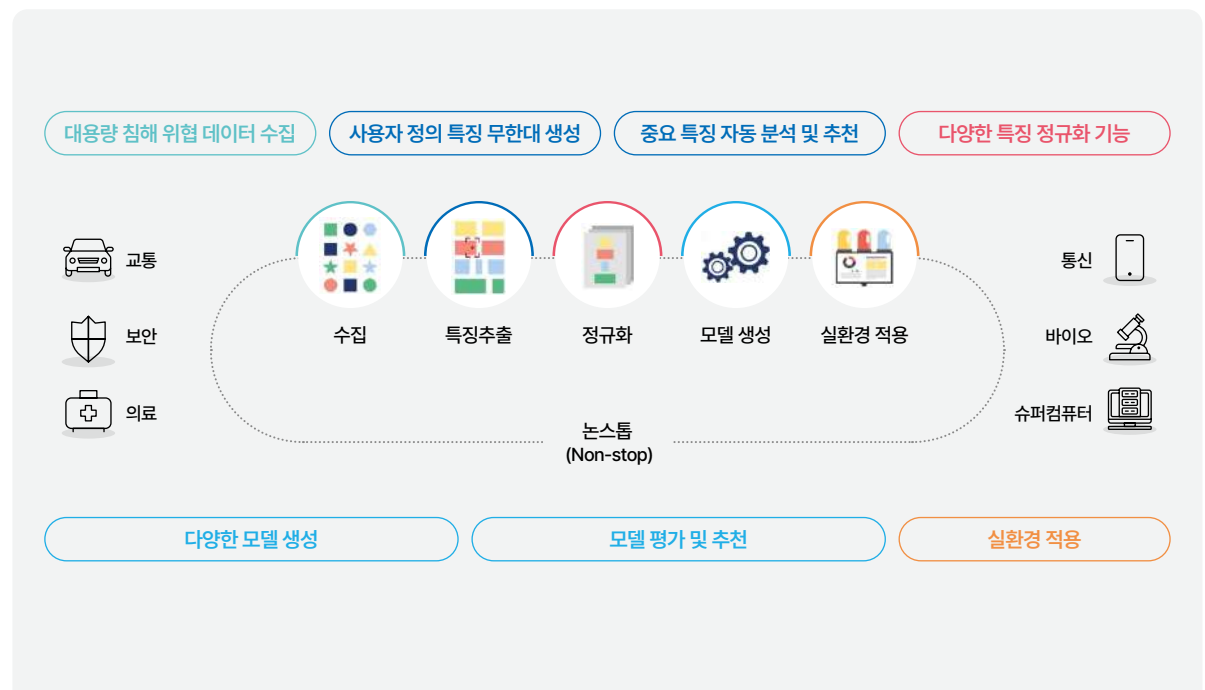 대용량 침해 위협 데이터 수집
사용자 정의 특징 무한대 생성
중요 특징 자동 분석 및 추천
다양한 특징 정규화 기능
교통
보안
의료
수집
특징추출
정규화
모델 생성
실환경 적용
통신
바이오
슈퍼컴퓨터
논스톱
(Non-stop)
다양한 모델 생성
모델 평가 및 추천
실환경 적용